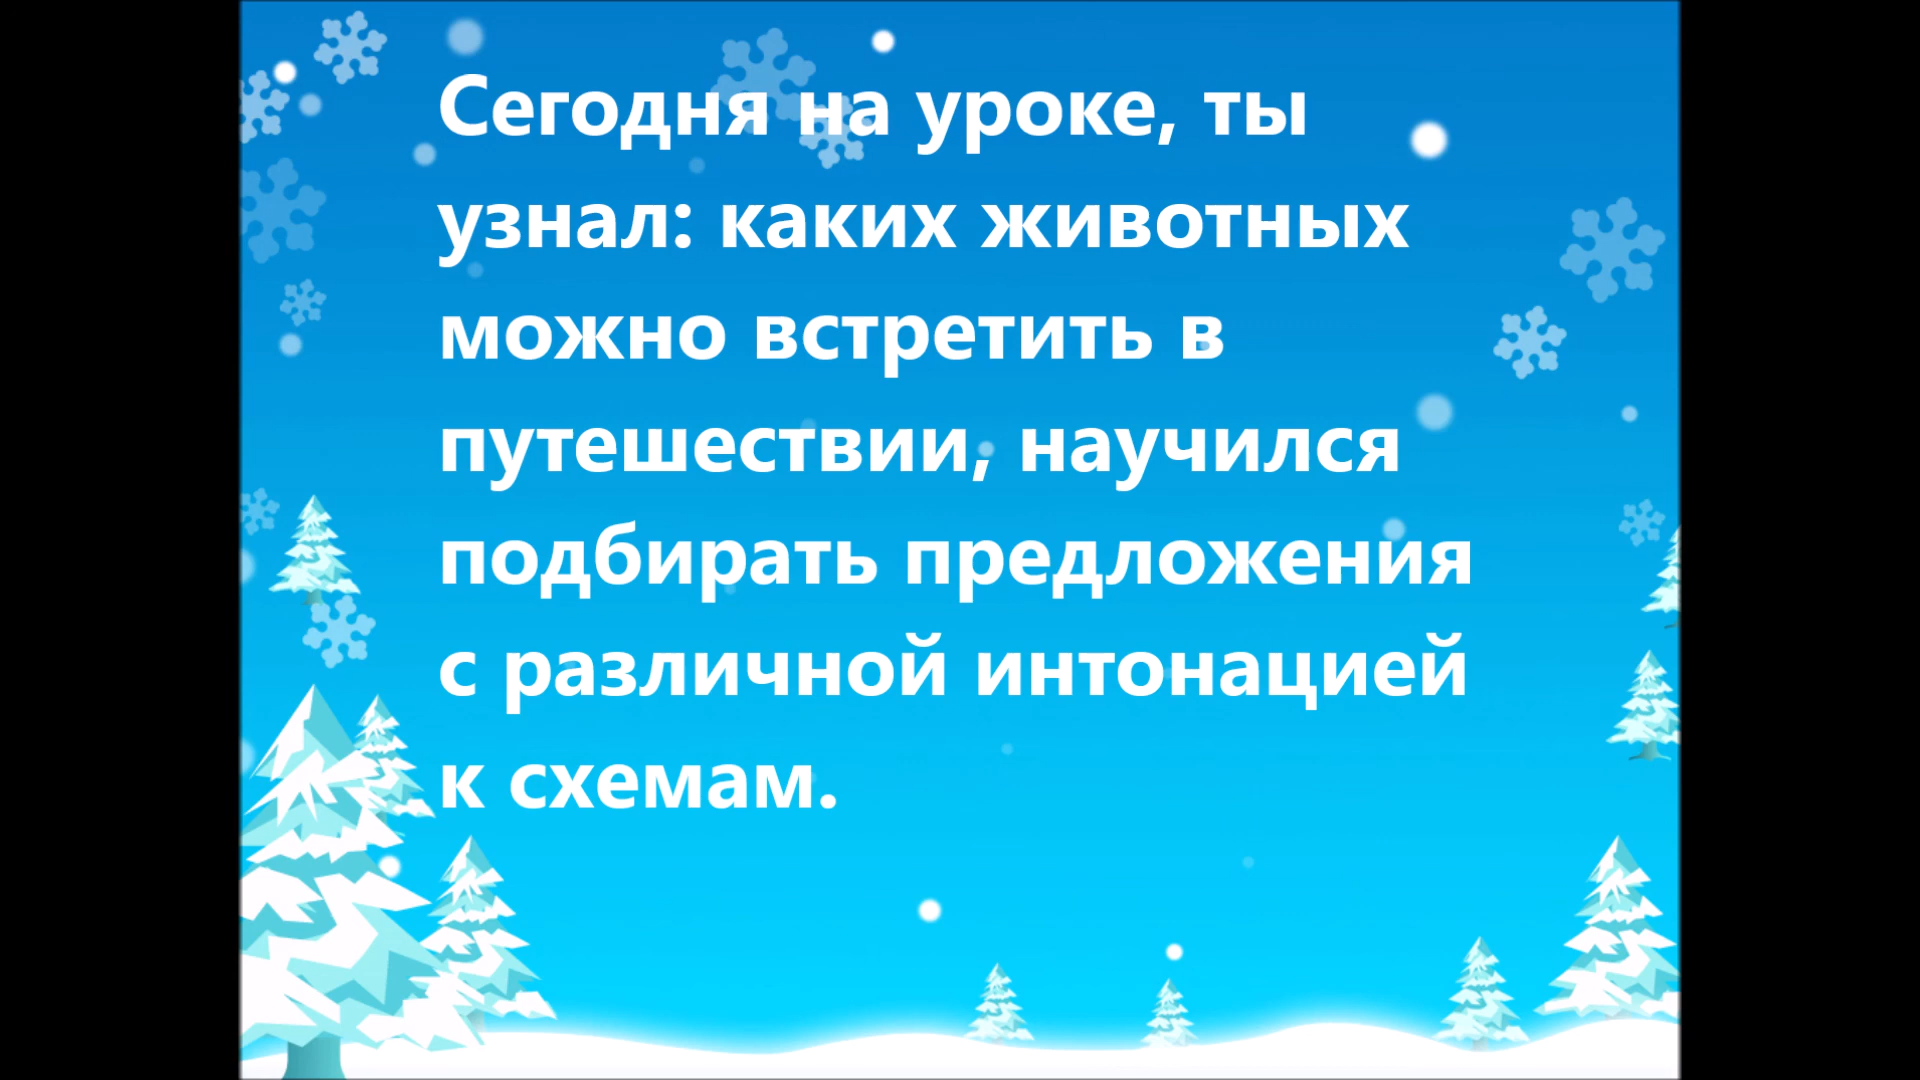 Сегодня на уроке, ты
узнал: каких животных
можно встретить в
путешествии, научился
подбирать предложения
с различной интонацией
к схемам.